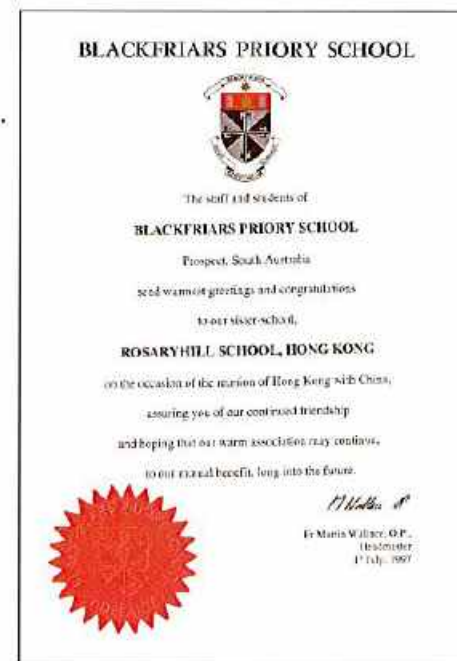 BLACKFRIARS PRIORY SCHOOL
The staff and students of
BLACKFRIARS PRIORY SCHOOL
Prospect, South Australia
send warmest greetings and congratulations
to our sister-school,
ROSARYHILL SCHOOL, HONG KONG
on the occasion of the reunion of Hong Kong with China,
assuring you of our continued friendship
and hoping that our warm association may continue,
to our mutual benefit, long into the future.
Fr Martin Wallace, O.P.,
Headmaster
1st July, 1997